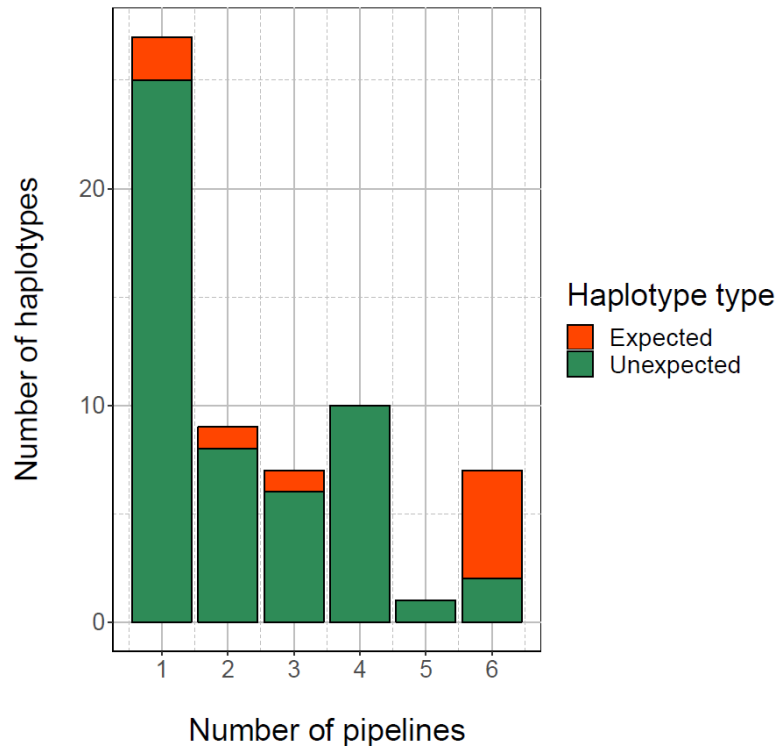 Number of haplotypes
20
10
0
1 2 3 4 5 6
Number of pipelines
Haplotype type
Expected
Unexpected